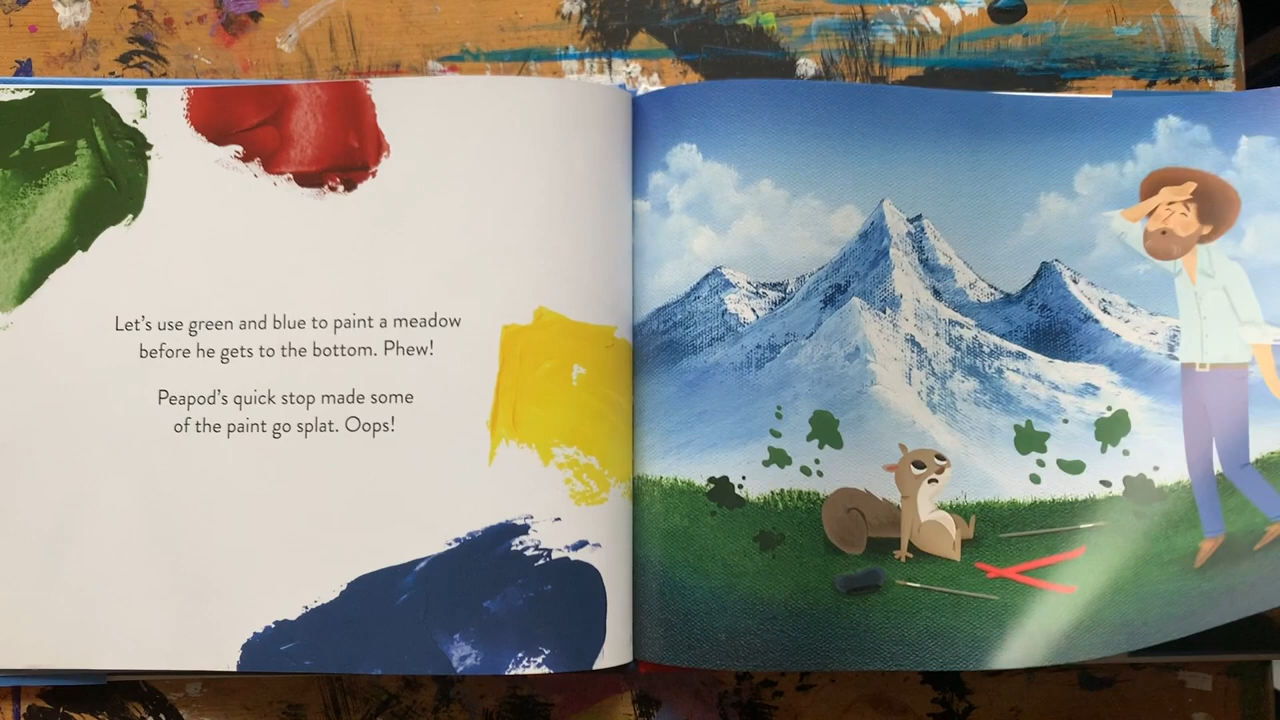 Let's use green and blue to paint a meadow
before he gets to the bottom. Phew!
Peapod's quick stop made some
of the paint go splat. Oops!